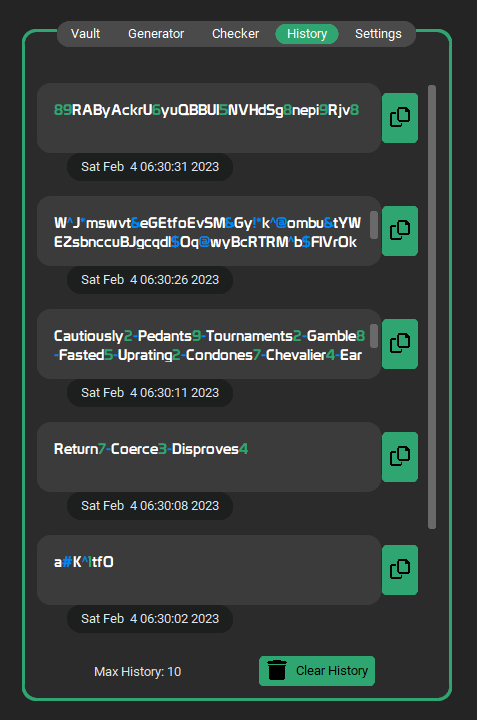 Vault Generator Checker History Settings
89RAByAckrU6yuQBBUI5NVHdSg8nepi9Rjv8
Sat Feb 4 06:30:31 2023
W^J*mswvt&eGEtfoEvSM&Gy!*k^@ombu&tYW
EZsbnccuBJgcqdl$Oq@wyBcRTRM^b$FlVrOk
Sat Feb 4 06:30:26 2023
Cautiously2-Pedants9-Tournaments2-Gamble8
-Fasted5-Uprating2-Condones7-Chevalier4-Ear
Sat Feb 4 06:30:11 2023
Return7-Coerce3-Disproves4
Sat Feb 4 06:30:08 2023
a#K^!tfO
Sat Feb 4 06:30:02 2023
Max History: 10 Clear History